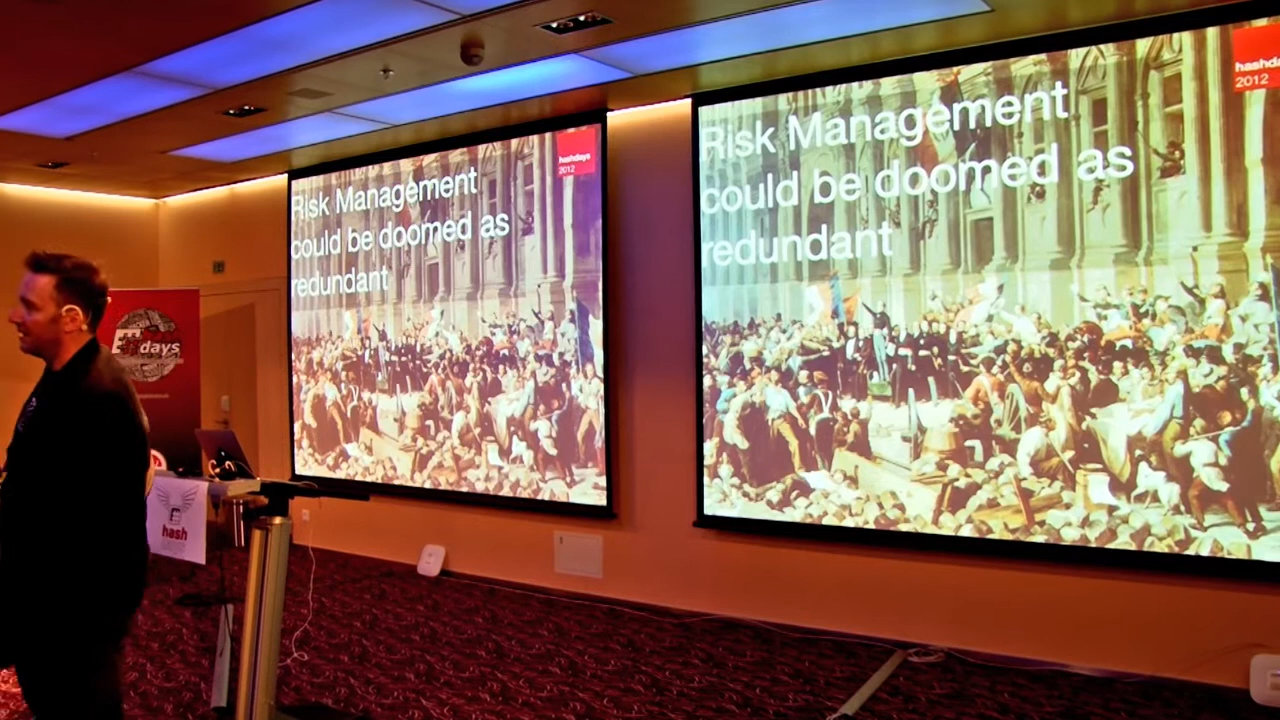 Risk Management
could be doomed as
redundant
hashdays
2012
Risk Management
could be doomed as
redundant
hashda
2012
days
hash